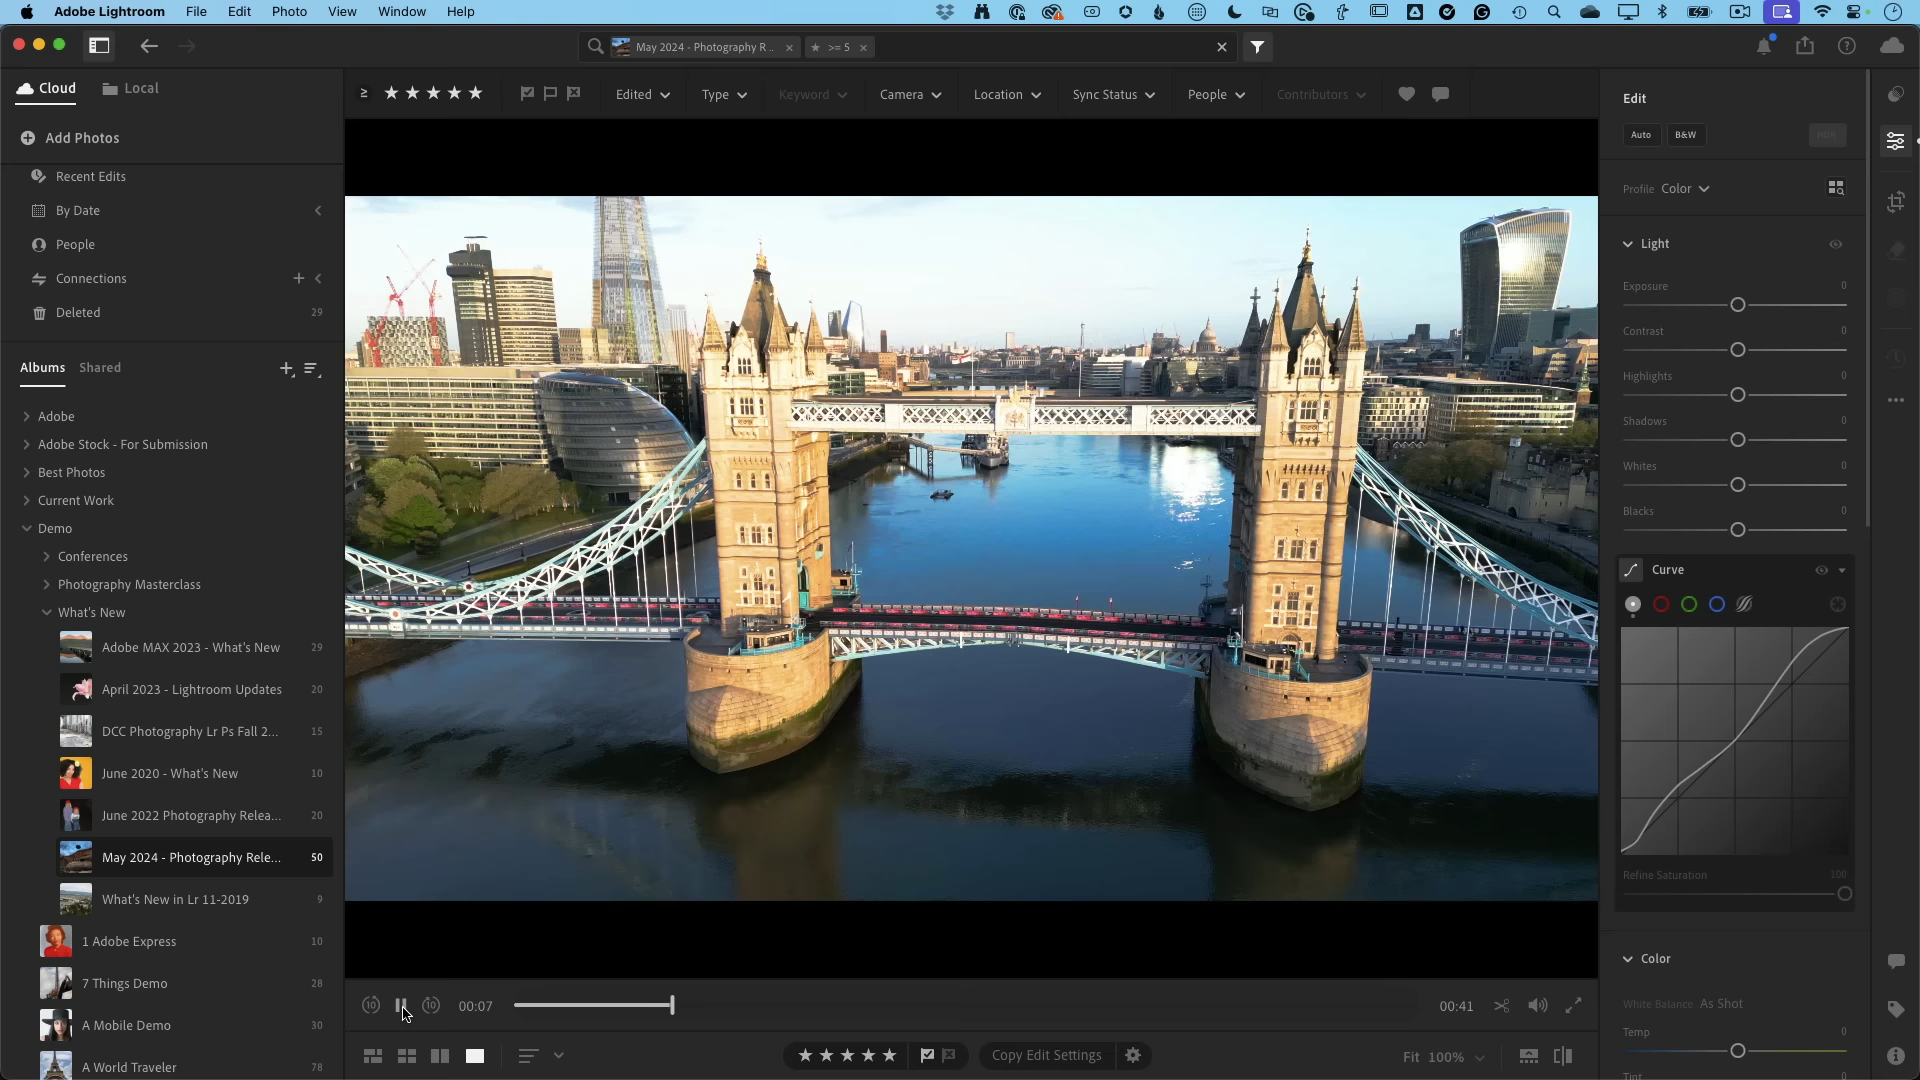 Adobe Lightroom File Edit Photo View Window Help
May 2024 - Photography R .. >= 5
Cloud Local
≥ Edited Type Keyword Camera Location Sync Status People Contributors
Add Photos
Recent Edits
By Date
People
Connections
Deleted 29
Albums Shared
Adobe
Adobe Stock - For Submission
Best Photos
Current Work
Demo
Conferences
Photography Masterclass
What's New
Adobe MAX 2023 - What's New 29
April 2023 - Lightroom Updates 20
DCC Photography Lr Ps Fall 2... 15
June 2020 - What's New 10
June 2022 Photography Relea... 20
May 2024 - Photography Rele... 50
What's New in Lr 11-2019 9
1 Adobe Express 10
7 Things Demo 28
A Mobile Demo 30
A World Traveler 78
10 10 00:07 00:41
Copy Edit Settings Fit 100%
Edit
Auto B&W HDR
Profile Color
Light
Exposure 0
Contrast 0
Highlights 0
Shadows 0
Whites 0
Blacks 0
Curve
Refine Saturation 100
Color
White Balance As Shot
Temp 0
Tint